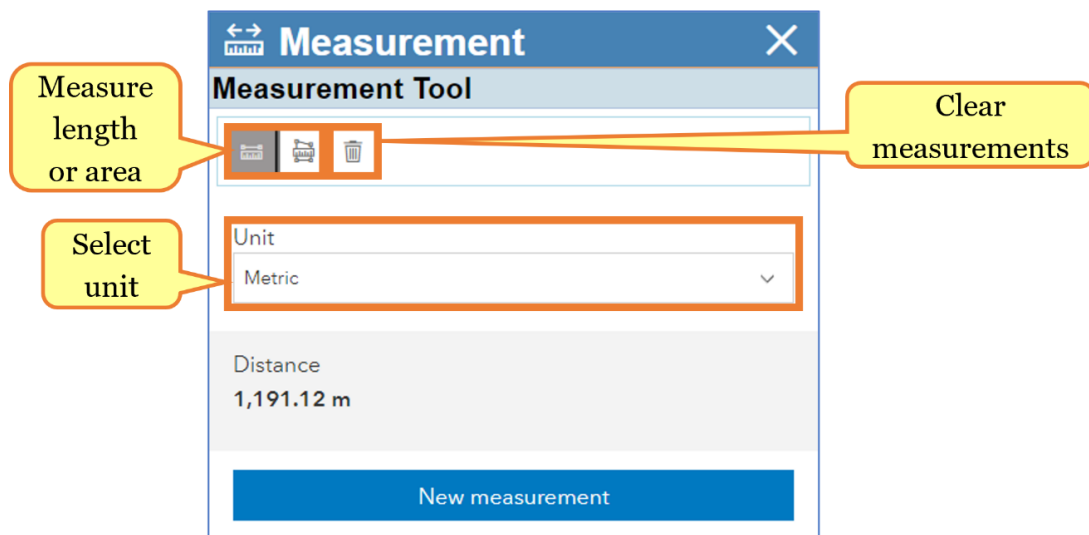 Measurement
Measurement Tool
Measure
length
or area
Clear
measurements
Select
unit
Unit
Metric
Distance
1,191.12 m
New measurement